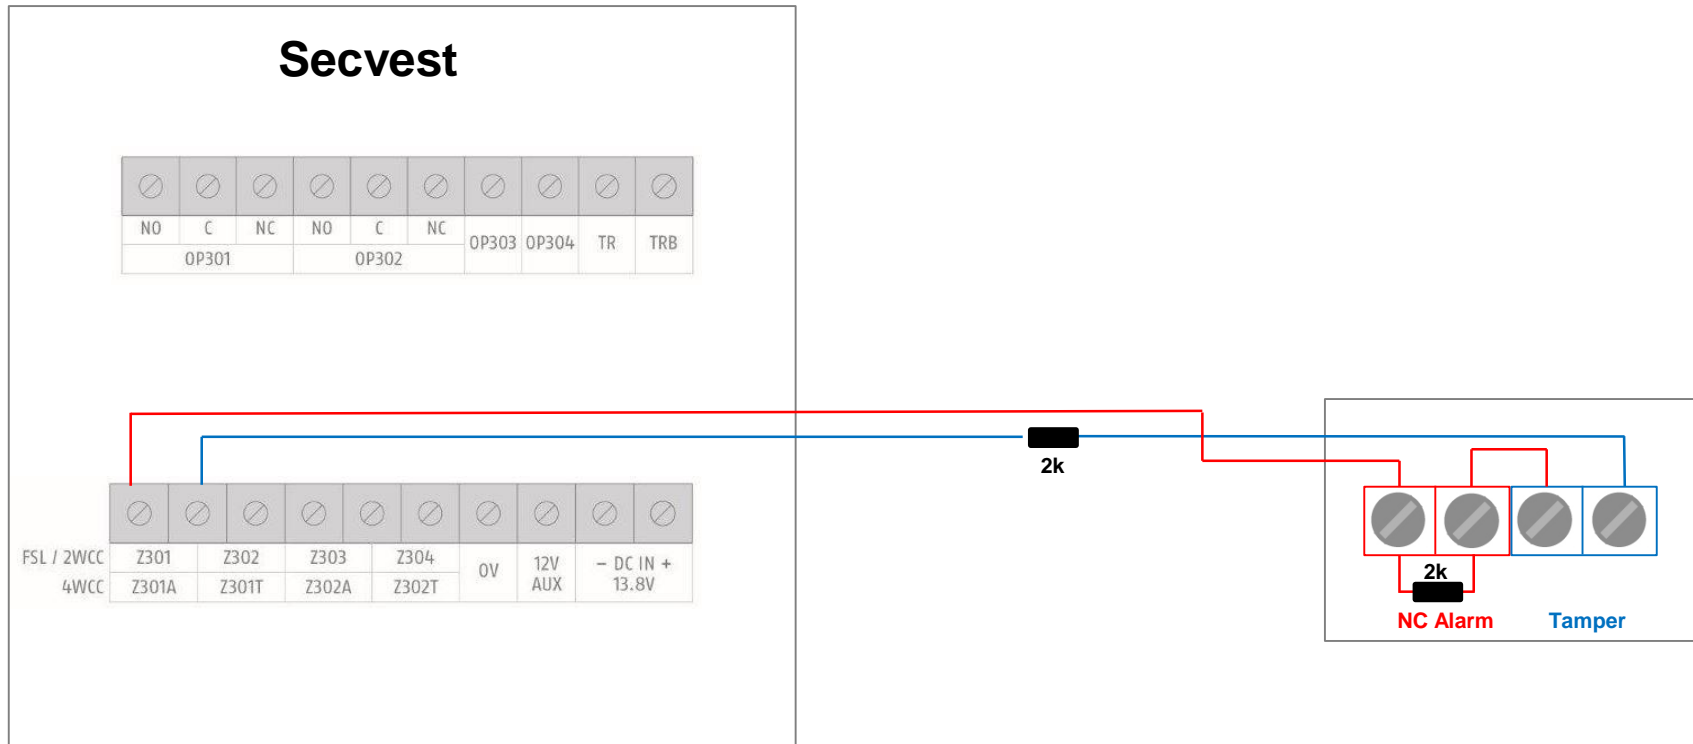 Secvest
NO C NC NO C NC OP303 OP304 TR TRB
OP301 OP302
2k
FSL / 2WCC Z301 Z302 Z303 Z304 0V 12V AUX − DC IN + 13.8V
4WCC Z301A Z301T Z302A Z302T
2k
NC Alarm Tamper